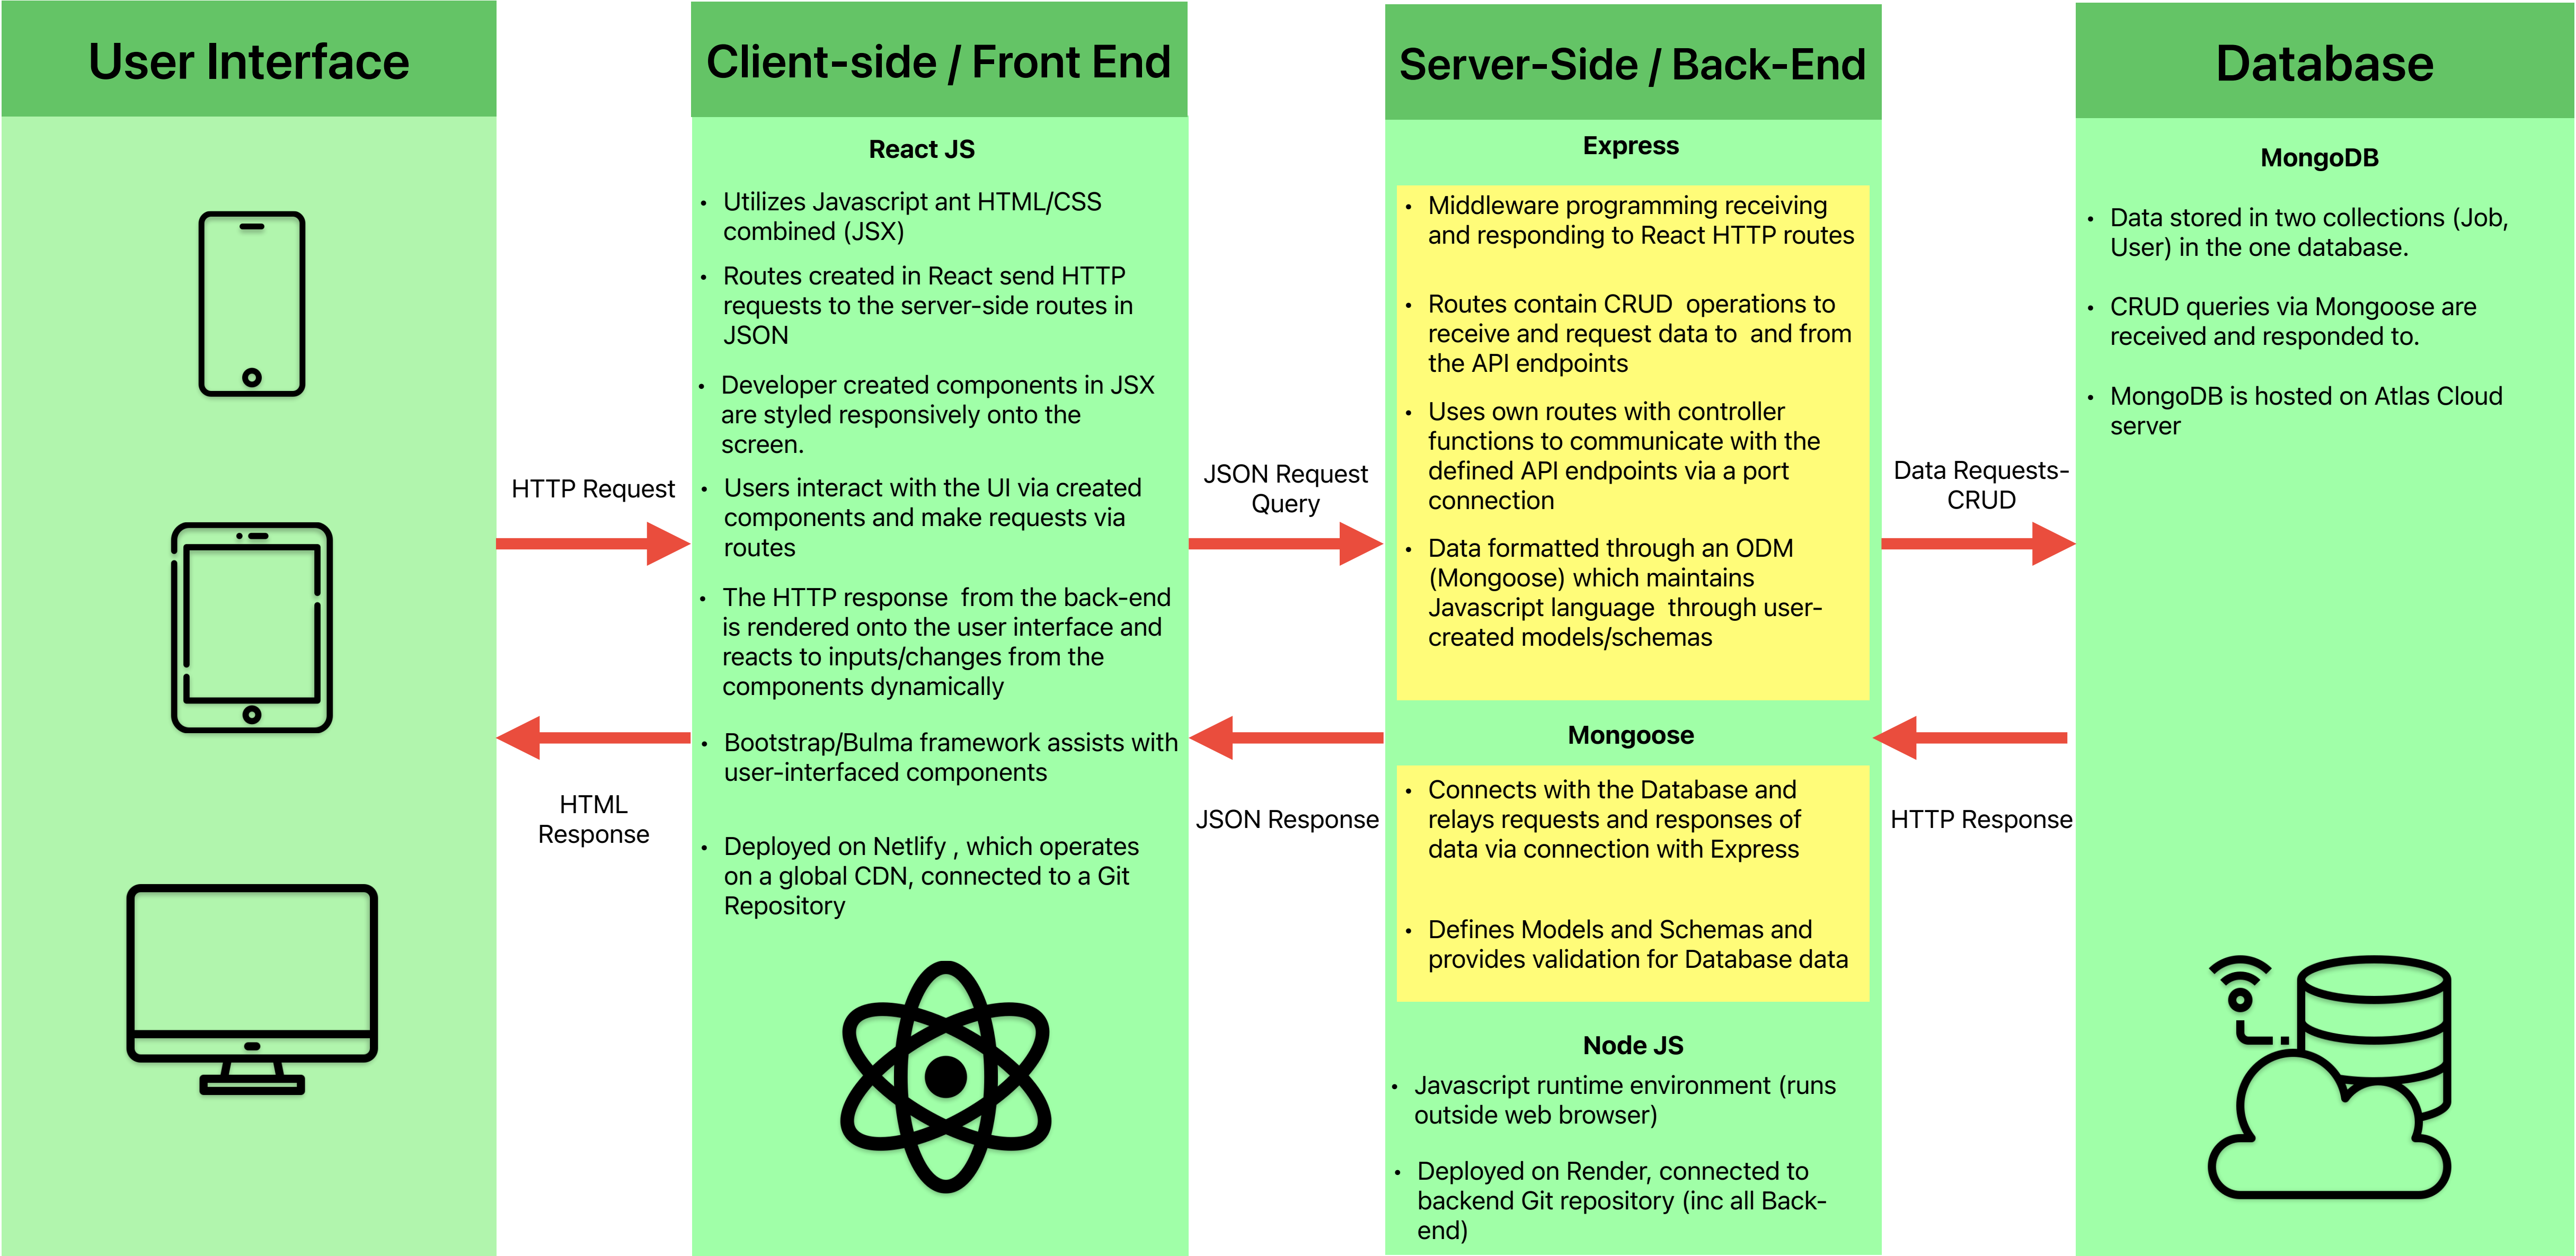 User Interface
Client-side / Front End
Server-Side / Back-End
Database
HTTP Request
HTML
Response
React JS
• Utilizes Javascript ant HTML/CSS
combined (JSX)
• Routes created in React send HTTP
requests to the server-side routes in
JSON
• Developer created components in JSX
are styled responsively onto the
screen.
• Users interact with the UI via created
components and make requests via
routes
• The HTTP response  from the back-end
is rendered onto the user interface and
reacts to inputs/changes from the
components dynamically
• Bootstrap/Bulma framework assists with
user-interfaced components
• Deployed on Netlify , which operates
on a global CDN, connected to a Git
Repository
JSON Request
Query
JSON Response
Express
• Middleware programming receiving
and responding to React HTTP routes
• Routes contain CRUD  operations to
receive and request data to  and from
the API endpoints
• Uses own routes with controller
functions to communicate with the
defined API endpoints via a port
connection
• Data formatted through an ODM
(Mongoose) which maintains
Javascript language  through user-
created models/schemas
Mongoose
• Connects with the Database and
relays requests and responses of
data via connection with Express
• Defines Models and Schemas and
provides validation for Database data
Node JS
• Javascript runtime environment (runs
outside web browser)
• Deployed on Render, connected to
backend Git repository (inc all Back-
end)
Data Requests-
CRUD
HTTP Response
MongoDB
• Data stored in two collections (Job,
User) in the one database.
• CRUD queries via Mongoose are
received and responded to.
• MongoDB is hosted on Atlas Cloud
server